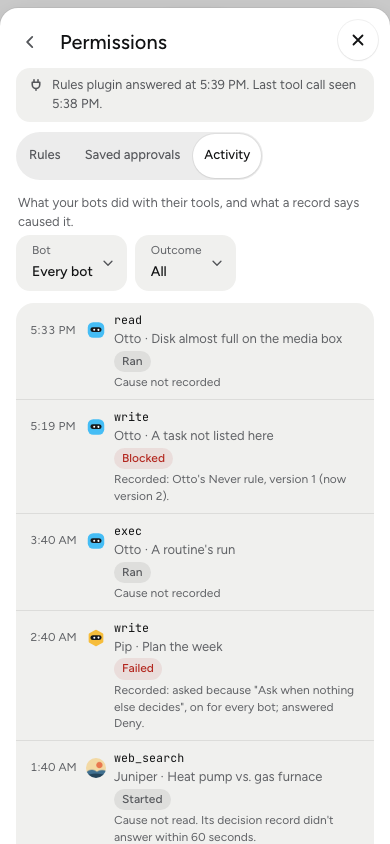 Permissions
Rules plugin answered at 5:39 PM. Last tool call seen
5:38 PM.
Rules
Saved approvals
Activity
What your bots did with their tools, and what a record says
caused it.
Bot
Every bot
Outcome
All
5:33 PM
read
Otto · Disk almost full on the media box
Ran
Cause not recorded
5:19 PM
write
Otto · A task not listed here
Blocked
Recorded: Otto's Never rule, version 1 (now
version 2).
3:40 AM
exec
Otto · A routine's run
Ran
Cause not recorded
2:40 AM
write
Pip · Plan the week
Failed
Recorded: asked because "Ask when nothing
else decides", on for every bot; answered
Deny.
1:40 AM
web_search
Juniper · Heat pump vs. gas furnace
Started
Cause not read. Its decision record didn't
answer within 60 seconds.